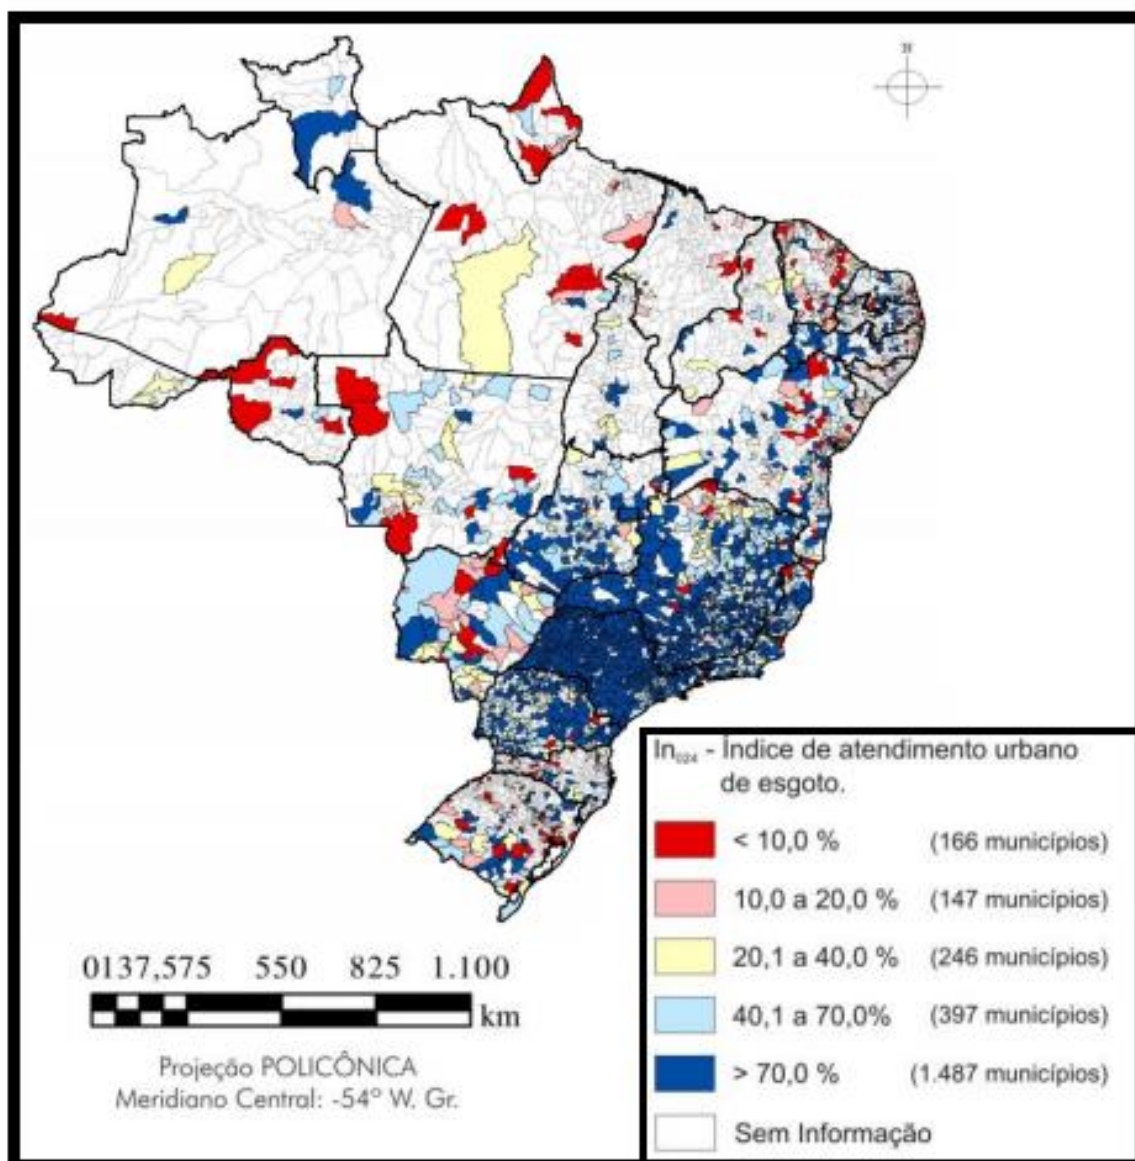 N
In024 - Índice de atendimento urbano
de esgoto.
< 10,0 % (166 municípios)
10,0 a 20,0 % (147 municípios)
20,1 a 40,0 % (246 municípios)
40,1 a 70,0% (397 municípios)
> 70,0 % (1.487 municípios)
Sem Informação
0137,575 550 825 1.100
km
Projeção POLICÔNICA
Meridiano Central: -54º W. Gr.